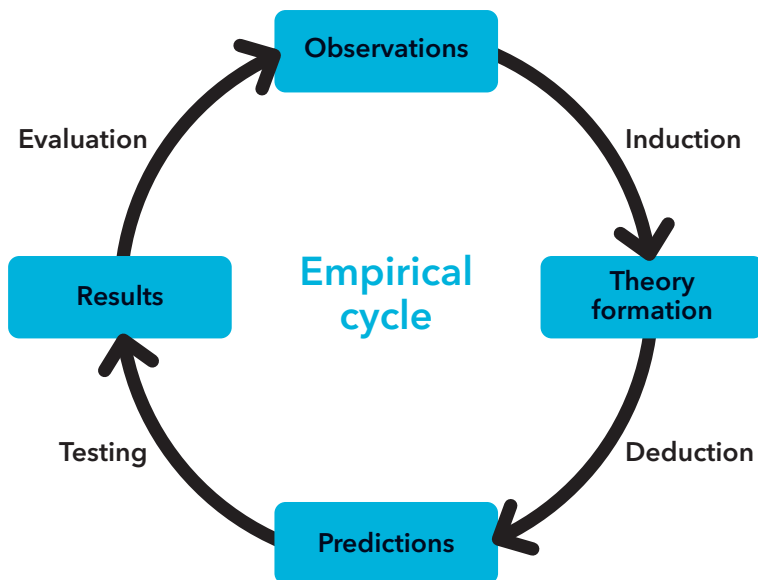 Observations
Evaluation
Induction
Empirical
cycle
Results
Theory
formation
Testing
Deduction
Predictions